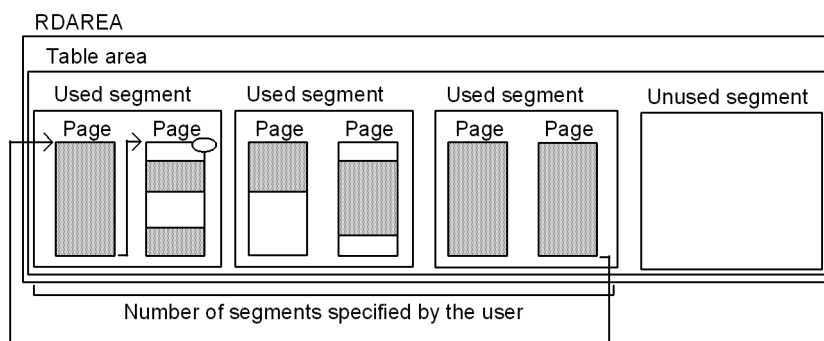 RDAREA
Table area
Used segment Used segment Used segment Unused segment
Page Page Page Page Page Page
Number of segments specified by the user